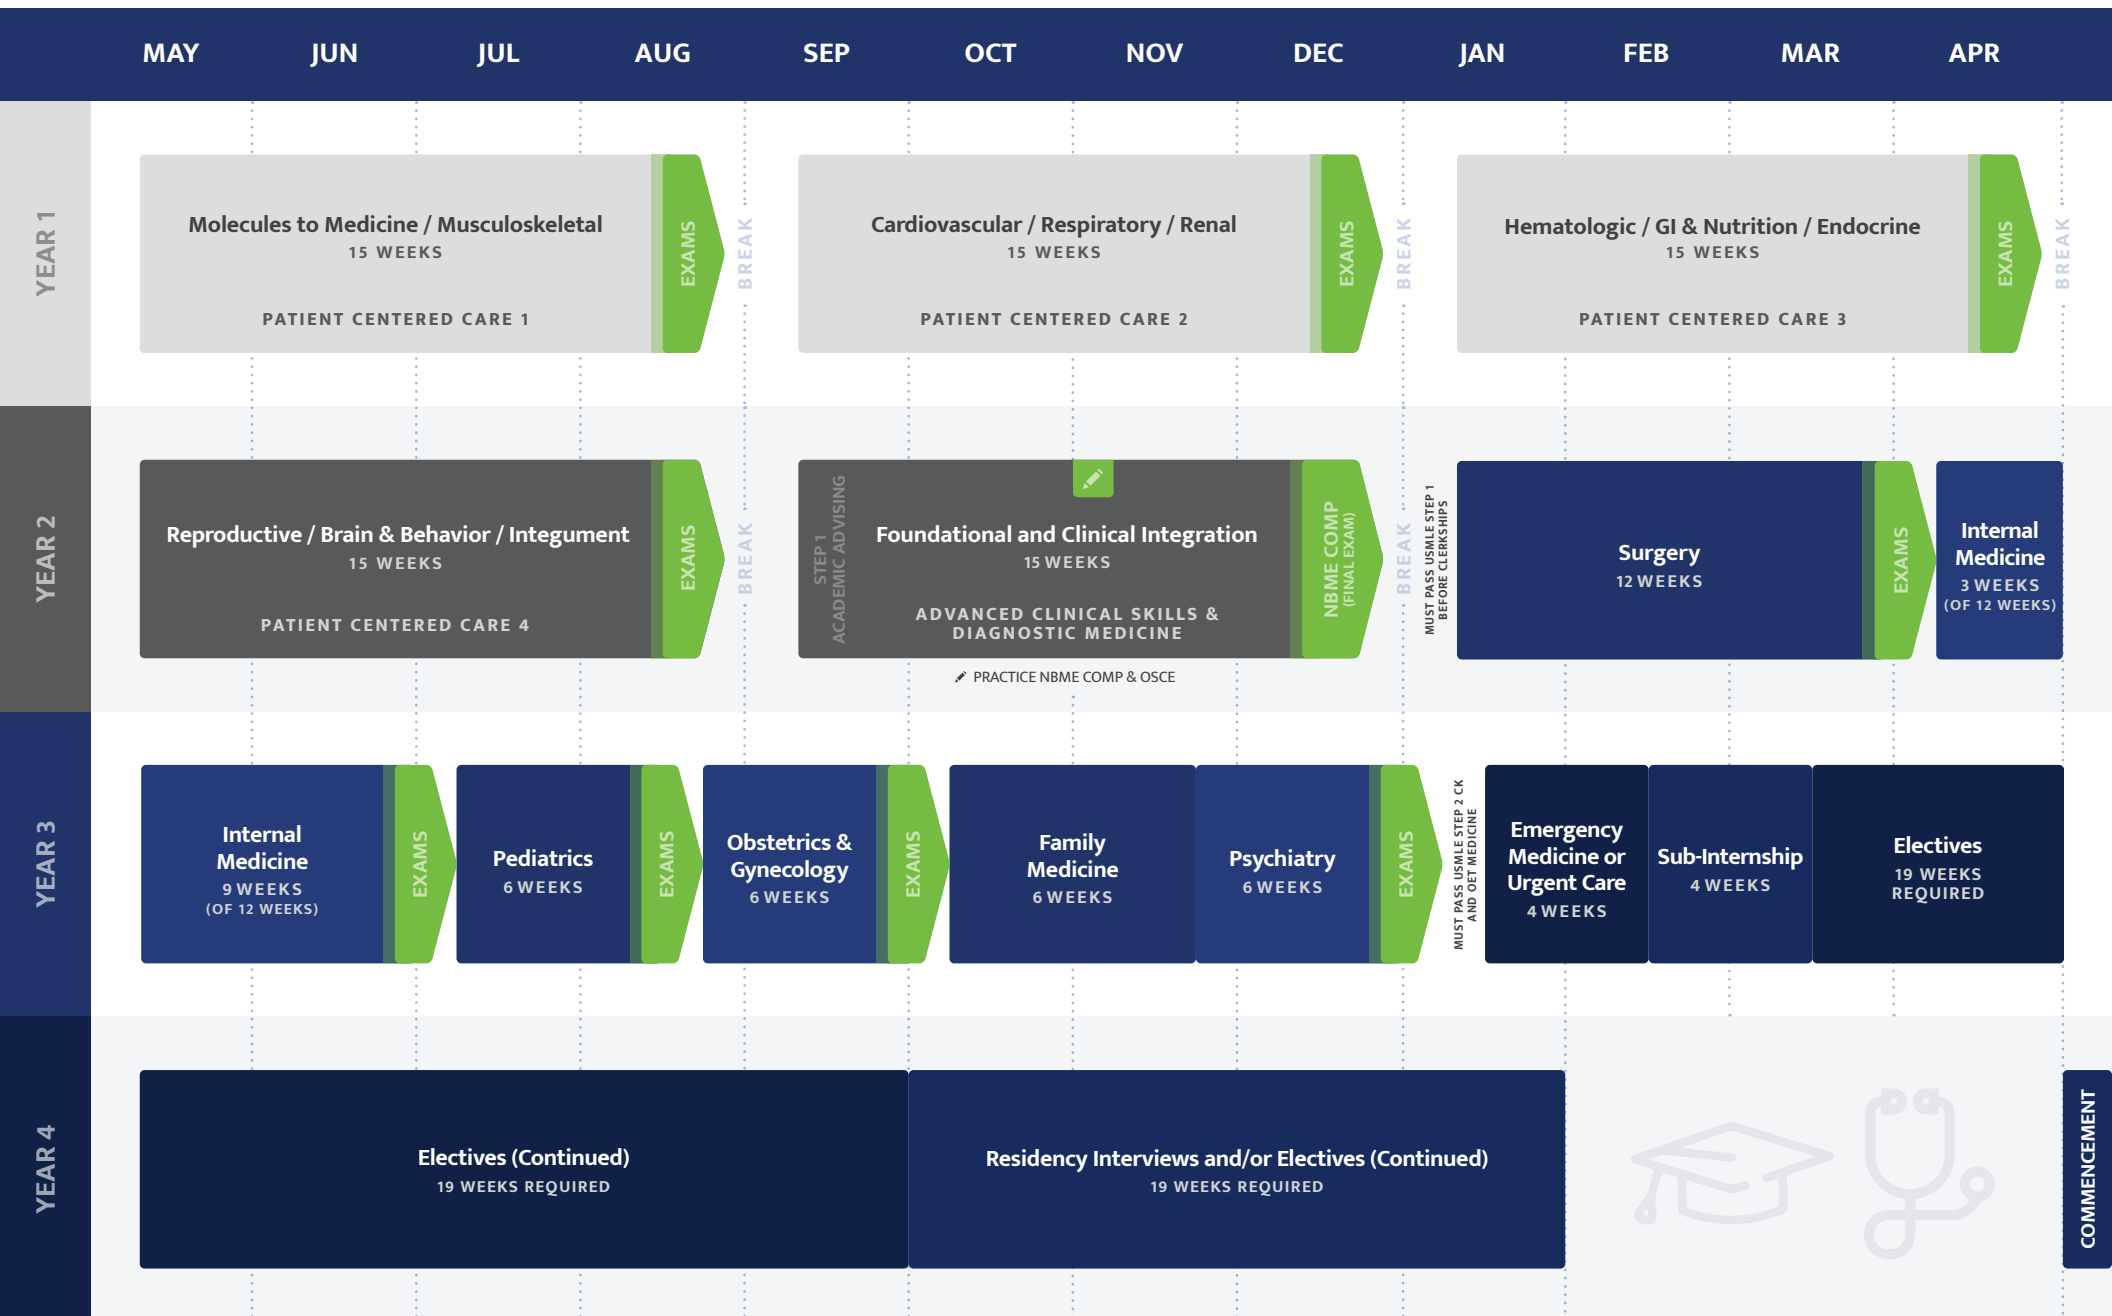 MAY JUN JUL AUG SEP OCT NOV DEC JAN FEB MAR APR
YEAR 1
Molecules to Medicine / Musculoskeletal
15 WEEKS
PATIENT CENTERED CARE 1
EXAMS
BREAK
Cardiovascular / Respiratory / Renal
15 WEEKS
PATIENT CENTERED CARE 2
EXAMS
BREAK
Hematologic / GI & Nutrition / Endocrine
15 WEEKS
PATIENT CENTERED CARE 3
EXAMS
BREAK
YEAR 2
Reproductive / Brain & Behavior / Integument
15 WEEKS
PATIENT CENTERED CARE 4
EXAMS
BREAK
STEP 1
ACADEMIC ADVISING
Foundational and Clinical Integration
15 WEEKS
ADVANCED CLINICAL SKILLS &
DIAGNOSTIC MEDICINE
NBME COMP
(FINAL EXAM)
PRACTICE NBME COMP & OSCE
BREAK
MUST PASS USMLE STEP 1
BEFORE CLERKSHIPS
Surgery
12 WEEKS
EXAMS
Internal
Medicine
3 WEEKS
(OF 12 WEEKS)
YEAR 3
Internal
Medicine
9 WEEKS
(OF 12 WEEKS)
EXAMS
Pediatrics
6 WEEKS
EXAMS
Obstetrics &
Gynecology
6 WEEKS
EXAMS
Family
Medicine
6 WEEKS
Psychiatry
6 WEEKS
EXAMS
MUST PASS USMLE STEP 2 CK
AND OET MEDICINE
Emergency
Medicine or
Urgent Care
4 WEEKS
Sub-Internship
4 WEEKS
Electives
19 WEEKS
REQUIRED
YEAR 4
Electives (Continued)
19 WEEKS REQUIRED
Residency Interviews and/or Electives (Continued)
19 WEEKS REQUIRED
COMMENCEMENT